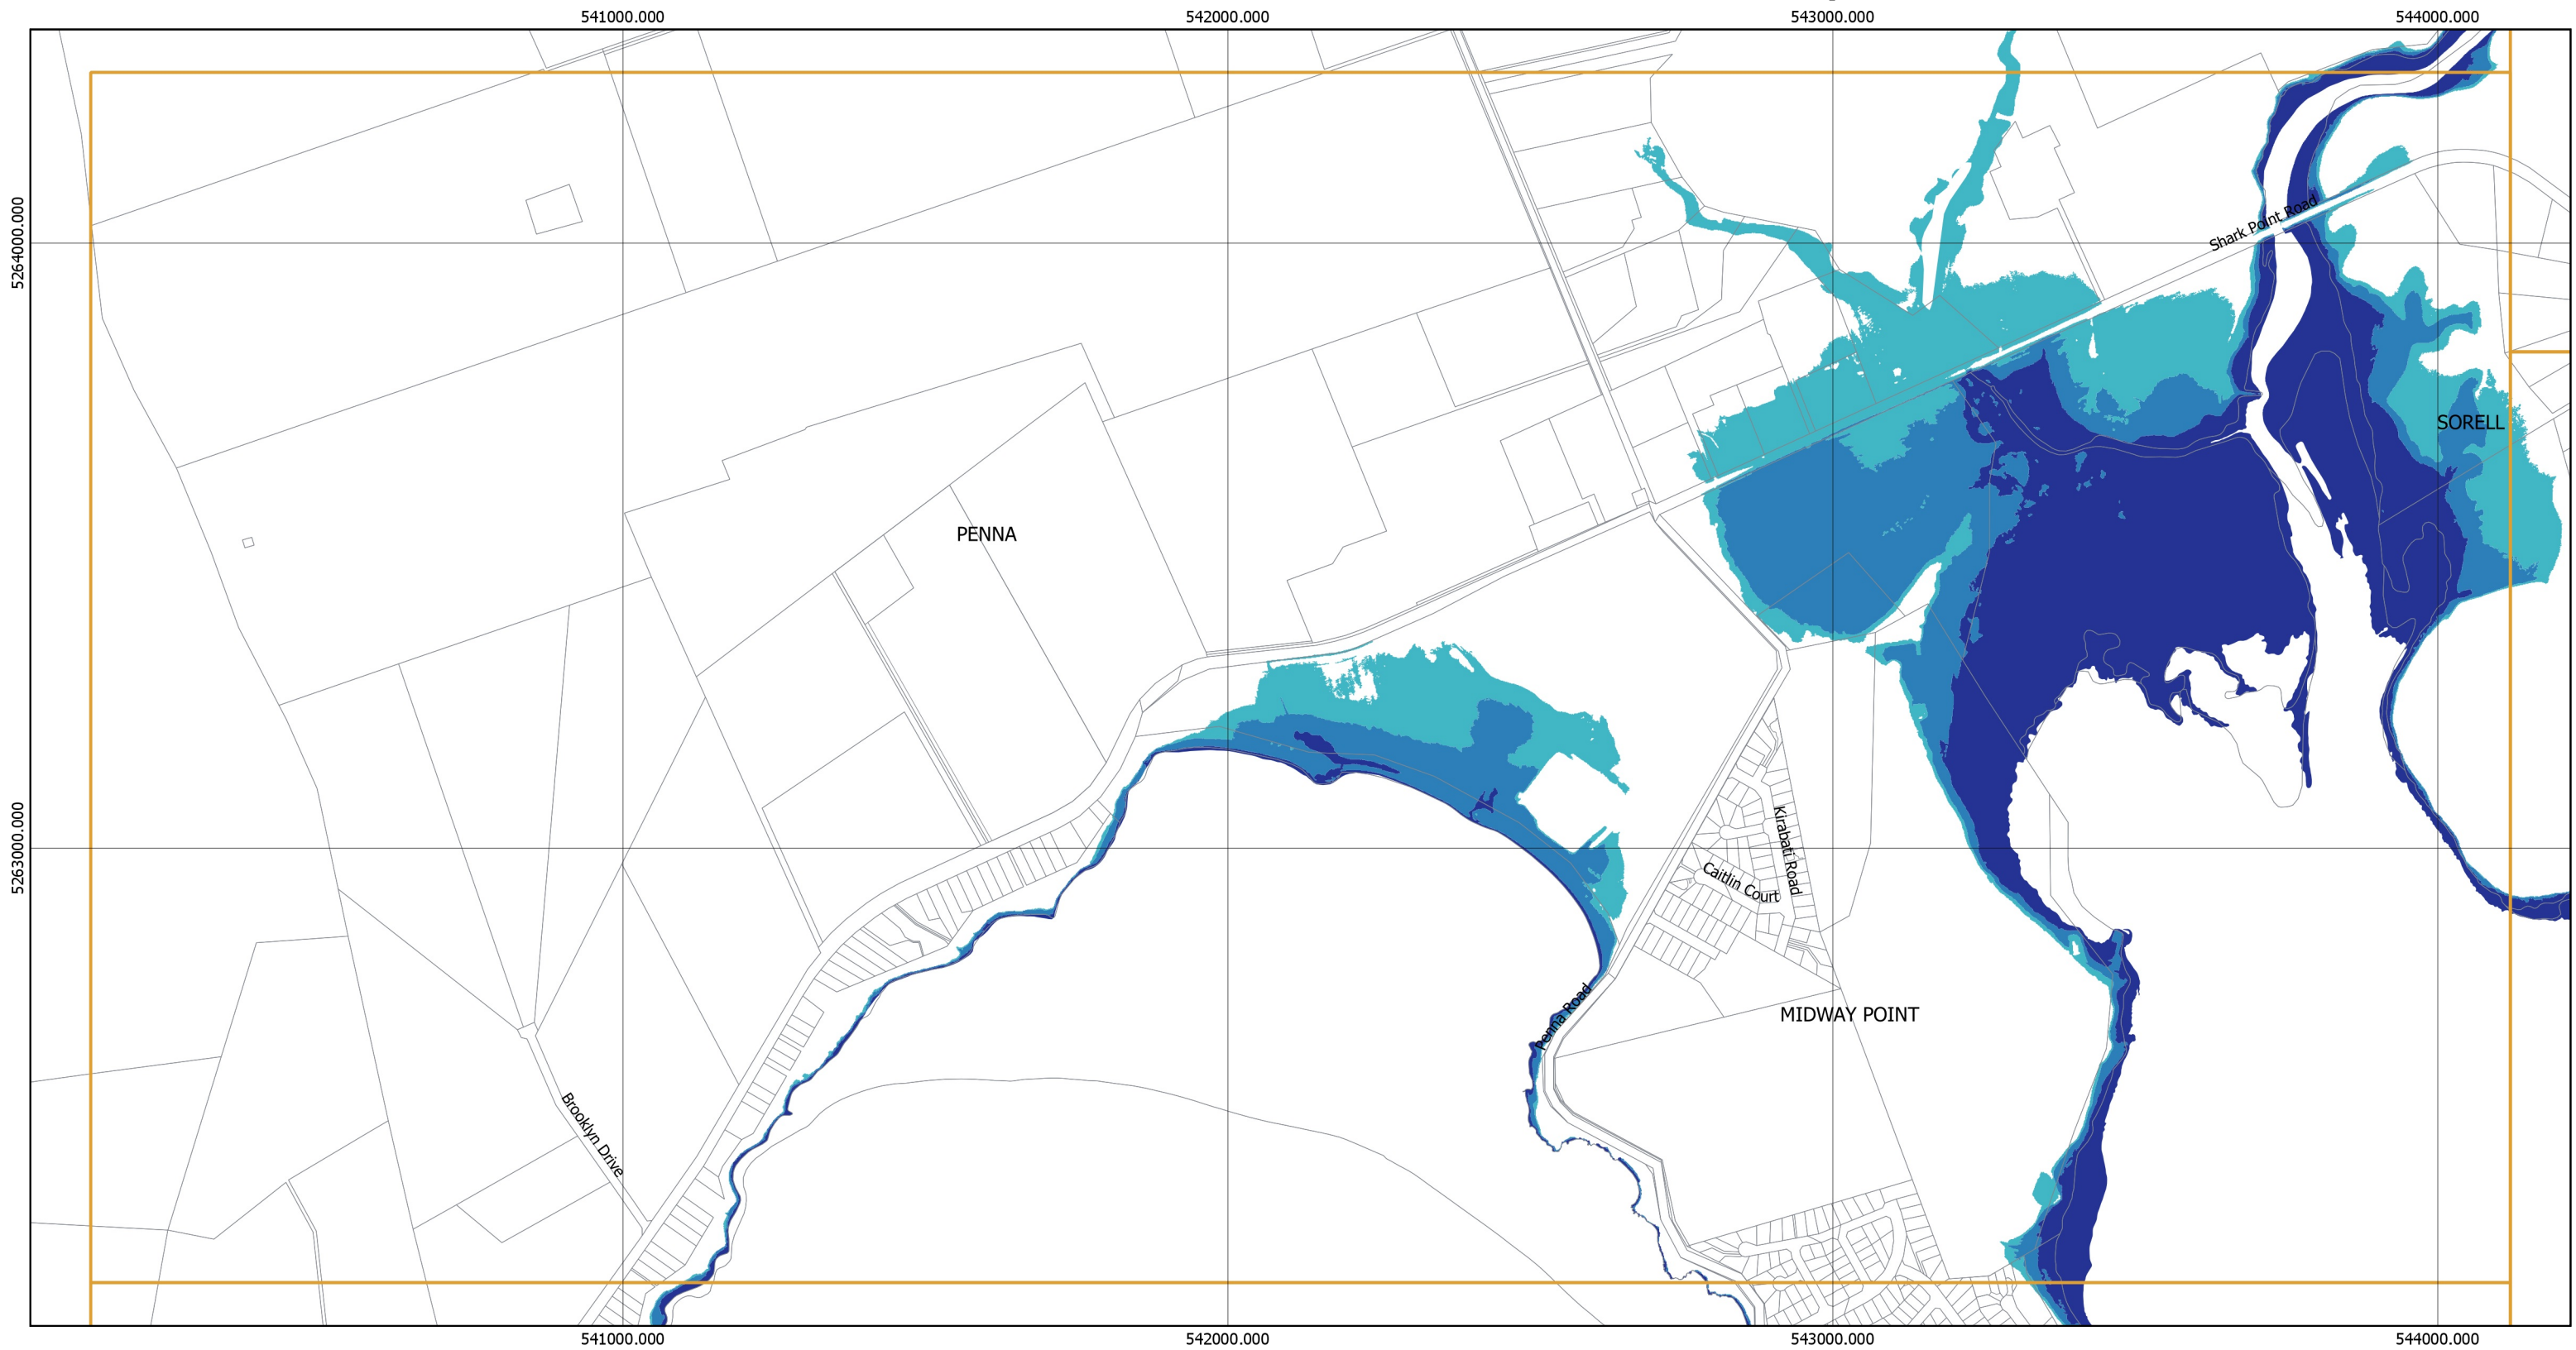 541000.000 542000.000 543000.000 544000.000
5264000.000
Shark Point Road
SORELL
PENNA
5263000.000
Kirabati Road
Caitlin Court
Penna Road
MIDWAY POINT
Brooklyn Drive
541000.000 542000.000 543000.000 544000.000